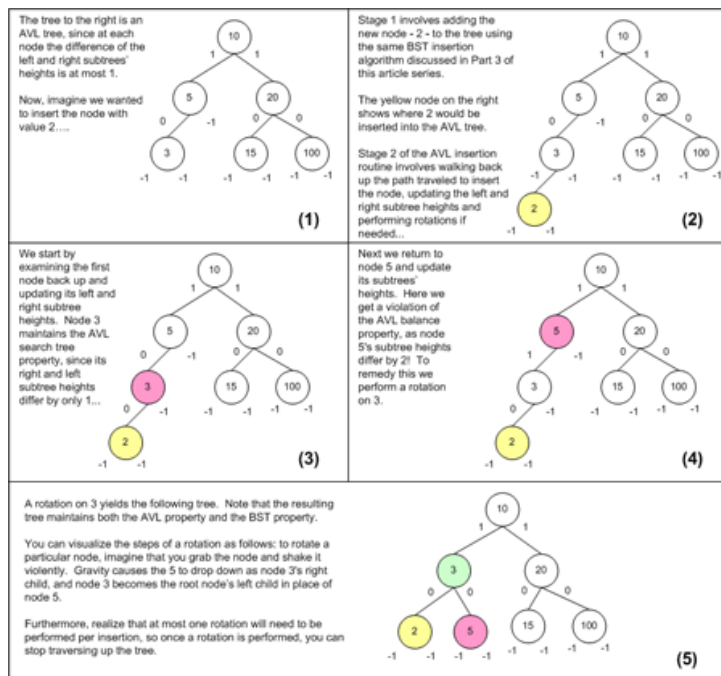 The tree to the right is an
AVL tree, since at each
node the difference of the
left and right subtrees'
heights is at most 1.
Now, imagine we wanted
to insert the node with
value 2....
10
1 1
5 20
0 -1 0 0
3 15 100
-1 -1 -1 -1 -1 -1
(1)
Stage 1 involves adding the
new node - 2 - to the tree using
the same BST insertion
algorithm discussed in Part 3 of
this article series.
The yellow node on the right
shows where 2 would be
inserted into the AVL tree.
Stage 2 of the AVL insertion
routine involves walking back
up the path traveled to insert
the node, updating the left and
right subtree heights and
performing rotations if
needed...
10
1 1
5 20
0 -1 0 0
3 15 100
-1 -1 -1 -1 -1 -1
2
-1 -1
(2)
We start by
examining the first
node back up and
updating its left and
right subtree
heights. Node 3
maintains the AVL
search tree
property, since its
right and left
subtree heights
differ by only 1...
10
1 1
5 20
0 -1 0 0
3 15 100
0 -1 -1 -1 -1 -1
2
-1 -1
(3)
Next we return to
node 5 and update
its subtrees'
heights. Here we
get a violation of
the AVL balance
property, as node
5's subtree heights
differ by 2! To
remedy this we
perform a rotation
on 3.
10
1 1
5 20
1 -1 0 0
3 15 100
0 -1 -1 -1 -1 -1
2
-1 -1
(4)
A rotation on 3 yields the following tree. Note that the resulting
tree maintains both the AVL property and the BST property.
You can visualize the steps of a rotation as follows: to rotate a
particular node, imagine that you grab the node and shake it
violently. Gravity causes the 5 to drop down as node 3's right
child, and node 3 becomes the root node's left child in place of
node 5.
Furthermore, realize that at most one rotation will need to be
performed per insertion, so once a rotation is performed, you can
stop traversing up the tree.
10
1 1
3 20
0 0 0 0
2 5 15 100
-1 -1 -1 -1 -1 -1 -1 -1
(5)